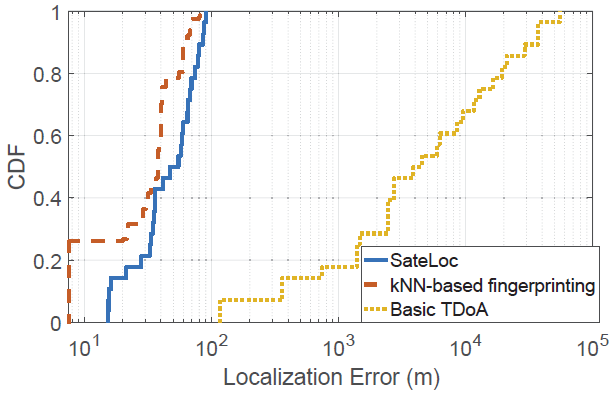 1
0.8
0.6
0.4
0.2
0
CDF
SateLoc
kNN-based fingerprinting
Basic TDoA
10^1 10^2 10^3 10^4 10^5
Localization Error (m)